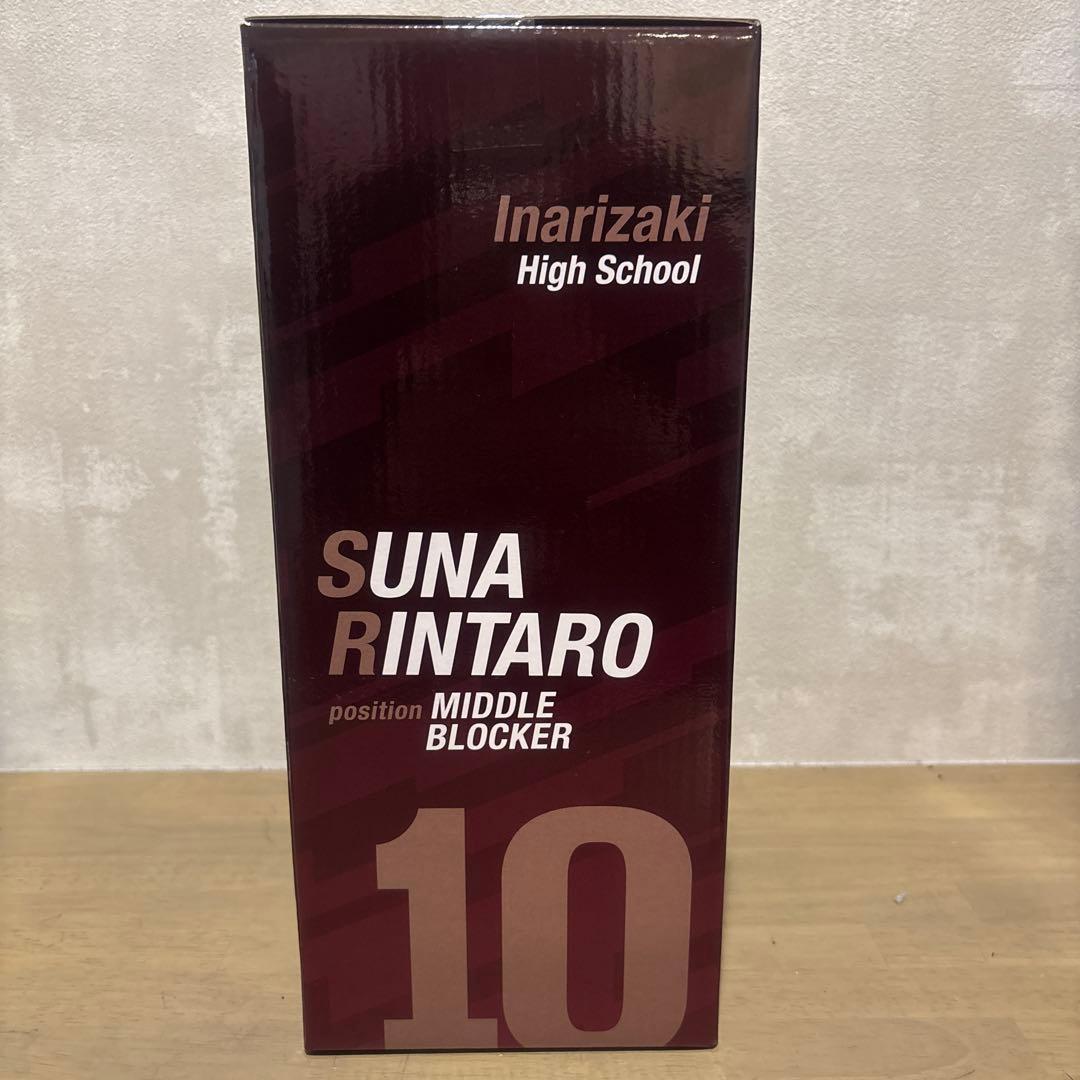 Inarizaki
High School
SUNA
RINTARO
position MIDDLE
BLOCKER
10